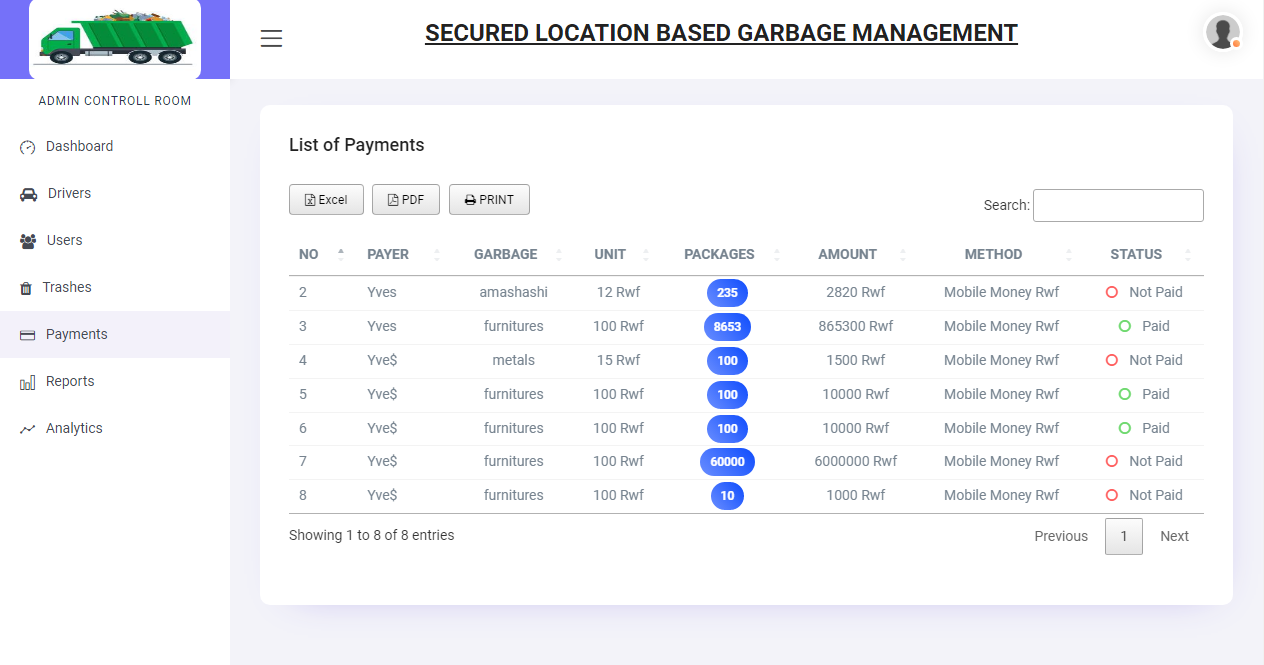 SECURED LOCATION BASED GARBAGE MANAGEMENT
ADMIN CONTROLL ROOM
Dashboard
Drivers
Users
Trashes
Payments
Reports
Analytics
List of Payments
Excel PDF PRINT
Search:
NO PAYER GARBAGE UNIT PACKAGES AMOUNT METHOD STATUS
2 Yves amashashi 12 Rwf 235 2820 Rwf Mobile Money Rwf Not Paid
3 Yves furnitures 100 Rwf 8653 865300 Rwf Mobile Money Rwf Paid
4 Yve$ metals 15 Rwf 100 1500 Rwf Mobile Money Rwf Not Paid
5 Yve$ furnitures 100 Rwf 100 10000 Rwf Mobile Money Rwf Paid
6 Yve$ furnitures 100 Rwf 100 10000 Rwf Mobile Money Rwf Paid
7 Yve$ furnitures 100 Rwf 60000 6000000 Rwf Mobile Money Rwf Not Paid
8 Yve$ furnitures 100 Rwf 10 1000 Rwf Mobile Money Rwf Not Paid
Showing 1 to 8 of 8 entries
Previous 1 Next